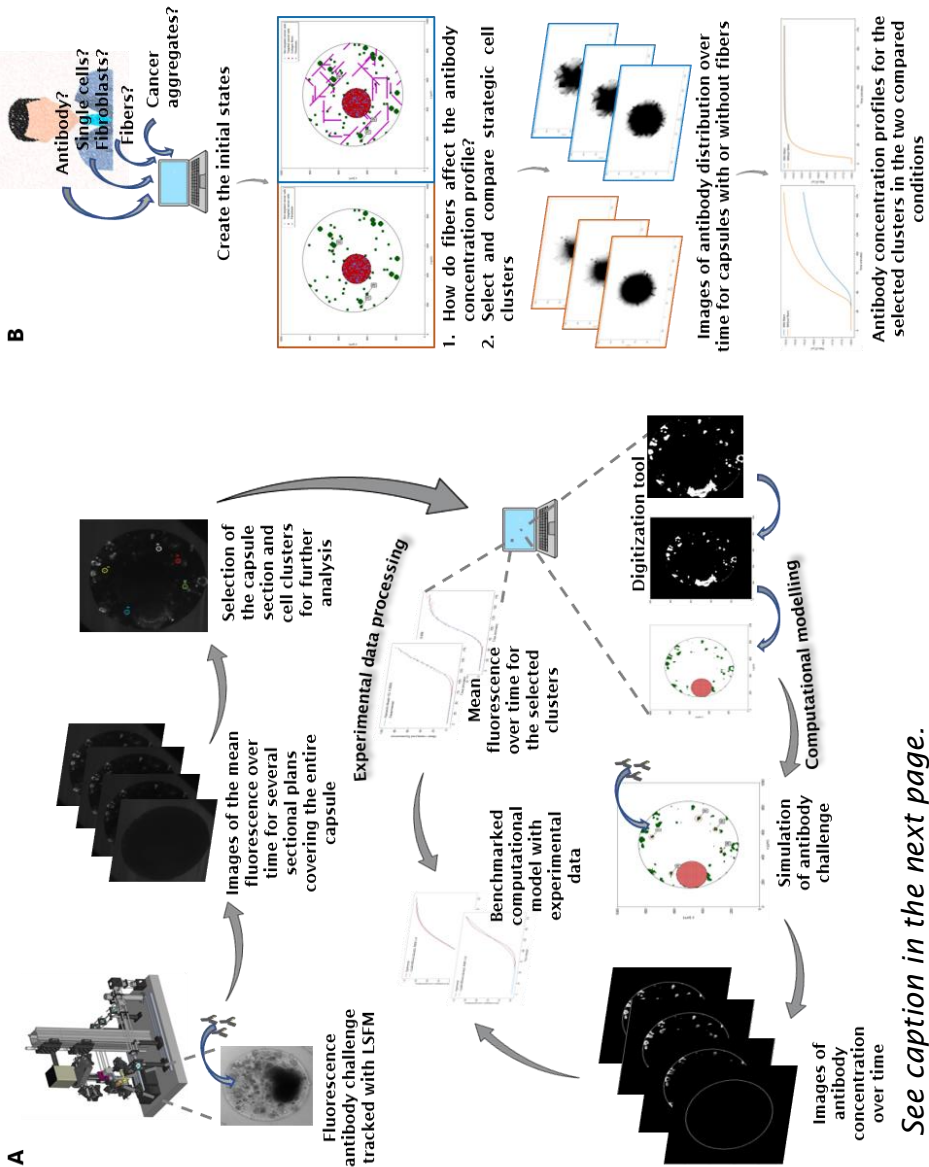 A
Fluorescence
antibody challenge
tracked with LSFM
Images of the mean
fluorescence over
time for several
sectional plans
covering the entire
capsule
Selection of
the capsule
section and
cell clusters
for further
analysis
Experimental data processing
Mean
fluorescence
over time for
the selected
clusters
Benchmarked
computational
model with
experimental
data
Digitization tool
Computational modelling
Simulation
of antibody
challenge
Images of
antibody
concentration
over time
B
Antibody?
Single cells?
Fibroblasts?
Fibers?
Cancer
aggregates?
Create the initial states
1. How do fibers affect the antibody
concentration profile?
2. Select and compare strategic cell
clusters
Images of antibody distribution over
time for capsules with or without fibers
Antibody concentration profiles for the
selected clusters in the two compared
conditions
See caption in the next page.